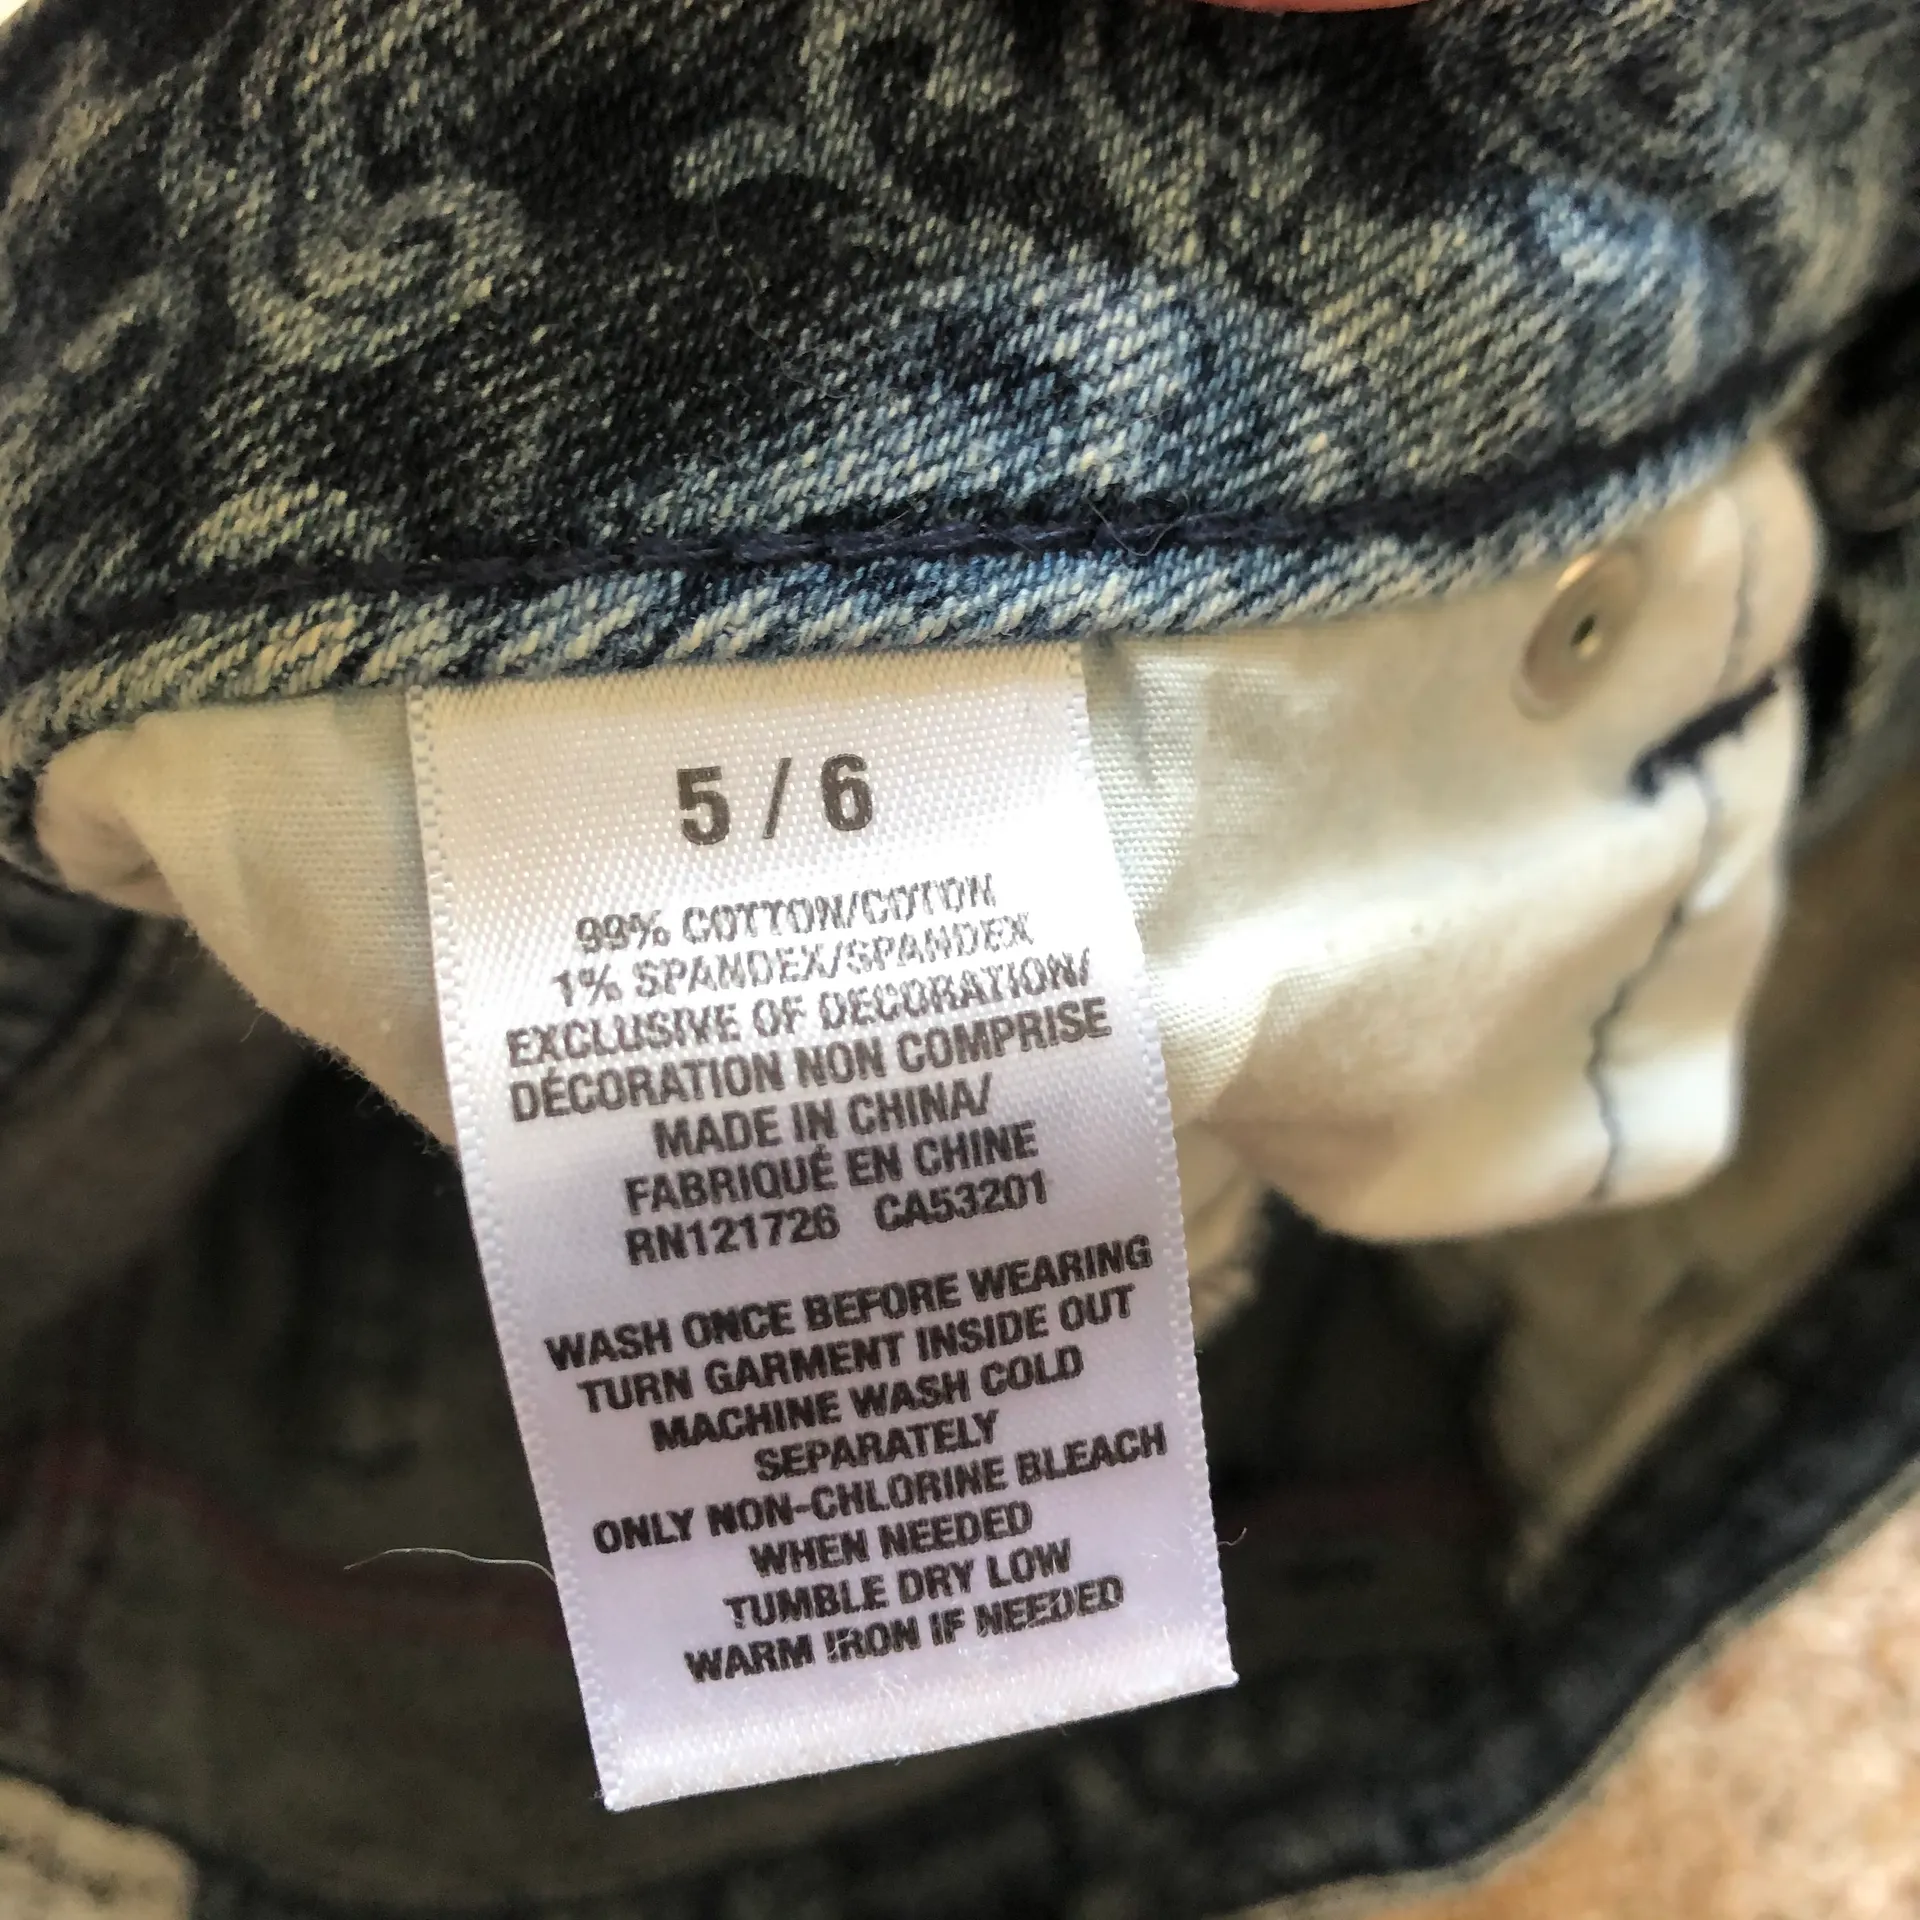 5 / 6
99% COTTON/COTON
1% SPANDEX/SPANDEX
EXCLUSIVE OF DECORATION/
DÉCORATION NON COMPRISE
MADE IN CHINA/
FABRIQUÉ EN CHINE
RN121726 CA53201
WASH ONCE BEFORE WEARING
TURN GARMENT INSIDE OUT
MACHINE WASH COLD
SEPARATELY
ONLY NON-CHLORINE BLEACH
WHEN NEEDED
TUMBLE DRY LOW
WARM IRON IF NEEDED